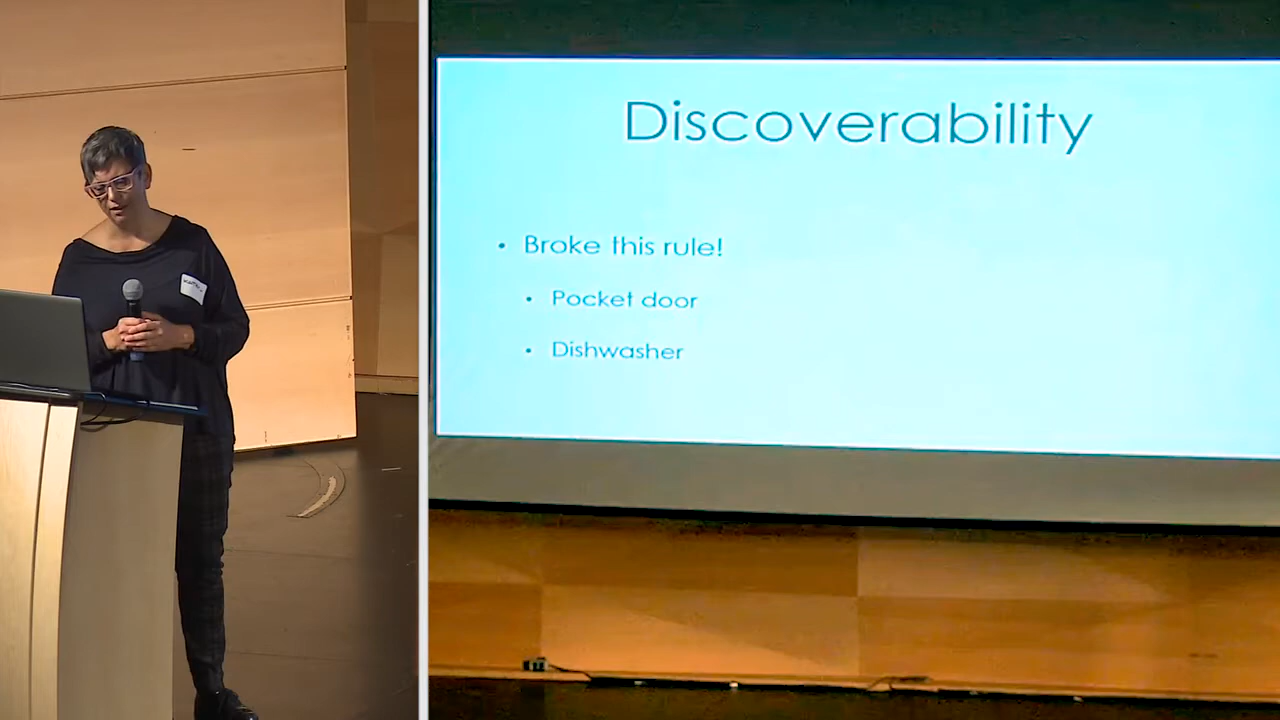 Discoverability
• Broke this rule!
• Pocket door
• Dishwasher